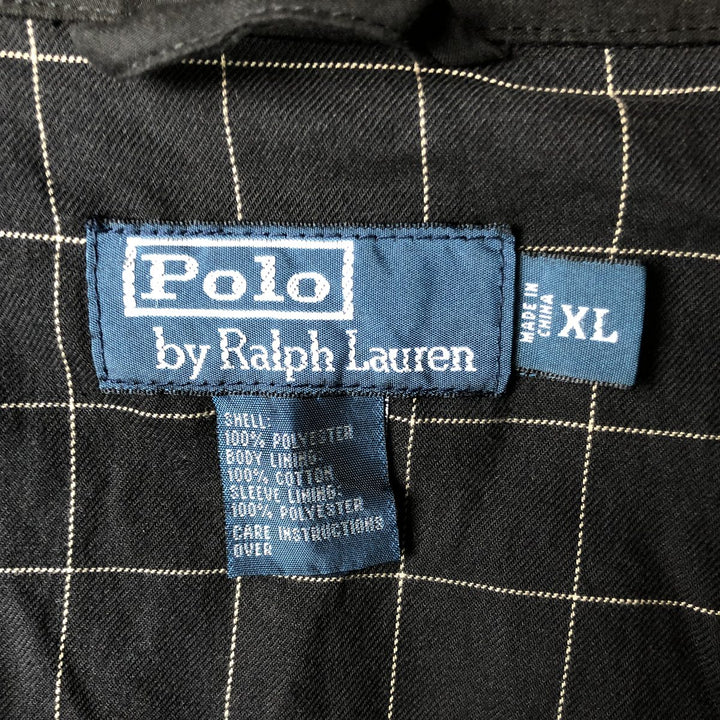 Polo
by Ralph Lauren
MADE IN
CHINA
XL
SHELL:
100% POLYESTER
BODY LINING:
100% COTTON
SLEEVE LINING:
100% POLYESTER
CARE INSTRUCTIONS
OVER